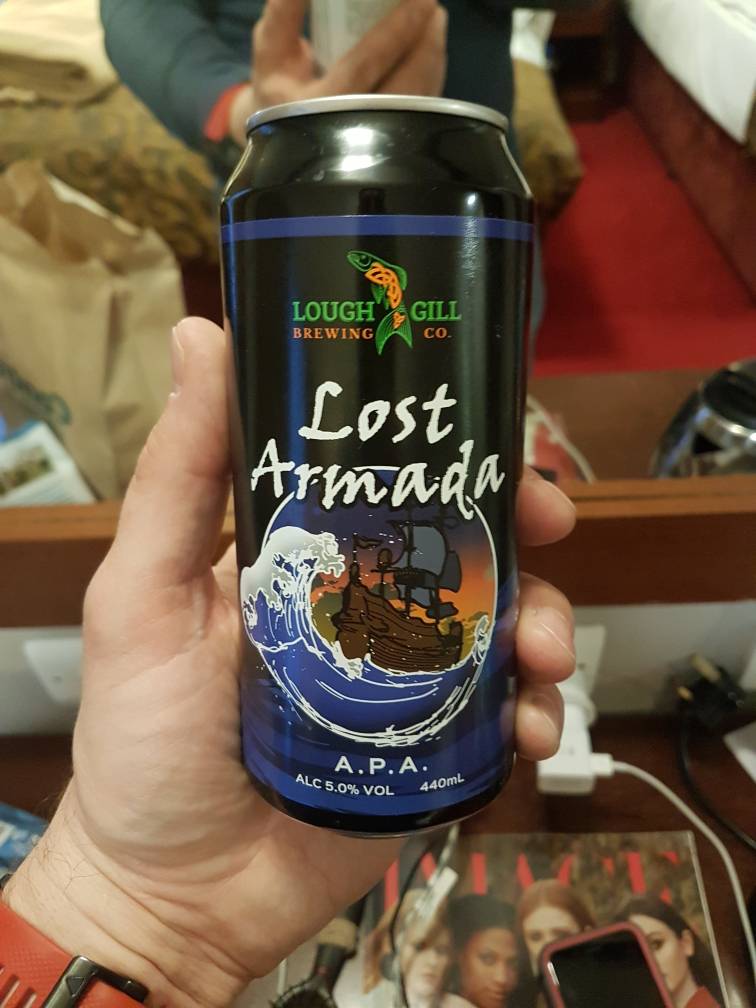 LOUGH GILL
BREWING CO.
Lost
Armada
A.P.A.
ALC 5.0% VOL 440mL